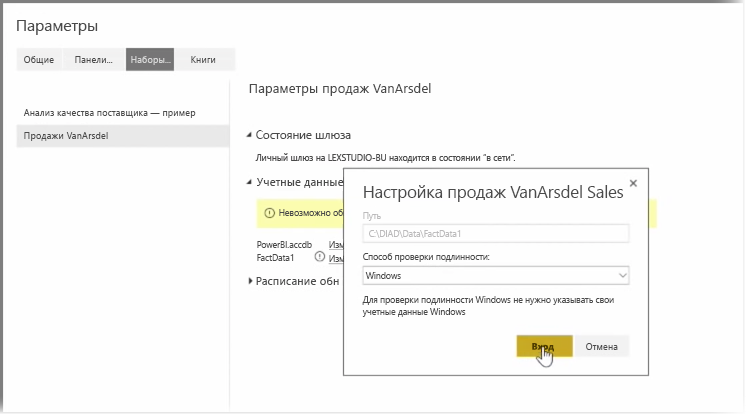 Параметры
Общие
Панели...
Наборы...
Книги
Анализ качества поставщика — пример
Продажи VanArsdel
Параметры продаж VanArsdel
Состояние шлюза
Личный шлюз на LEXSTUDIO-BU находится в состоянии "в сети".
Учетные данные
Невозможно об
PowerBI.accdb Изм
FactData1 Изм
Расписание обн
Настройка продаж VanArsdel Sales
Путь
C:\DIAD\Data\FactData1
Способ проверки подлинности:
Windows
Для проверки подлинности Windows не нужно указывать свои
учетные данные Windows
Вход
Отмена